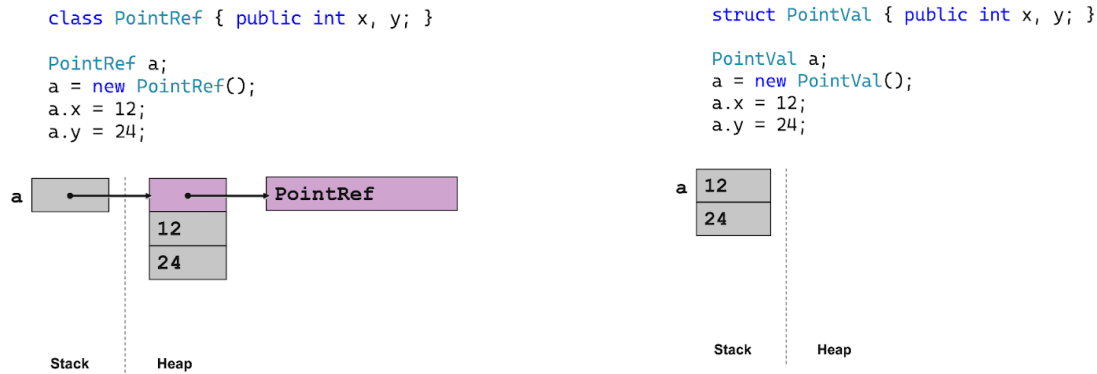 class PointRef { public int x, y; }
PointRef a;
a = new PointRef();
a.x = 12;
a.y = 24;
a
PointRef
12
24
Stack
Heap
struct PointVal { public int x, y; }
PointVal a;
a = new PointVal();
a.x = 12;
a.y = 24;
a
12
24
Stack
Heap